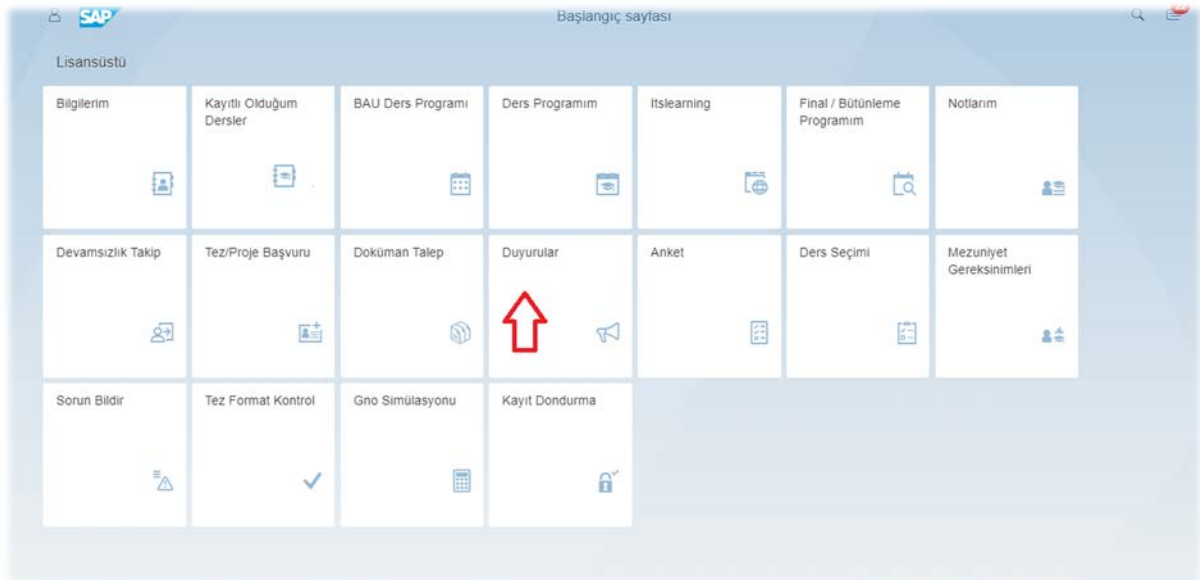 SAP
Başlangıç sayfası
Lisansüstü
Bilgilerim
Kayıtlı Olduğum
Dersler
BAU Ders Programı
Ders Programım
Itslearning
Final / Bütünleme
Programım
Notlarım
Devamsızlık Takip
Tez/Proje Başvuru
Doküman Talep
Duyurular
Anket
Ders Seçimi
Mezuniyet
Gereksinimleri
Sorun Bildir
Tez Format Kontrol
Gno Simülasyonu
Kayıt Dondurma